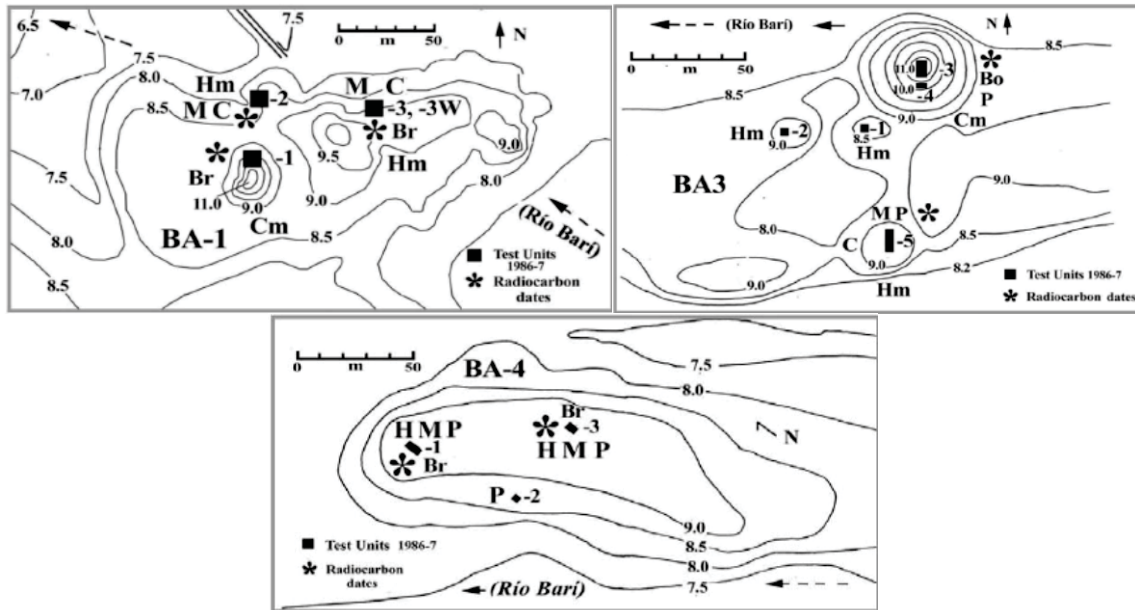 7.5
6.5
0 50
m
N
7.5
8.0
7.0
Hm
8.0
-2
M C
M C
8.5
-3, -3W
Br
-1
Br
9.5
Hm
9.0
7.5
11.0
9.0
9.0
8.0
Cm
8.5
(Río Barí)
BA-1
8.0
8.5
Test Units
1986-7
Radiocarbon
dates
(Río Barí)
N
8.5
0 50
m
11.0
-3
Bo
10.0
-4
P
8.5
9.0
Cm
Hm
-2
-1
9.0
8.5
Hm
BA3
9.0
M P
8.0
C
-5
8.5
9.0
8.2
9.0
Hm
Test Units 1986-7
Radiocarbon dates
0 50
m
BA-4
7.5
8.0
Br
-3
H M P
N
-1
H M P
Br
P
-2
9.0
8.5
Test Units 1986-7
8.0
Radiocarbon
dates
7.5
(Río Barí)